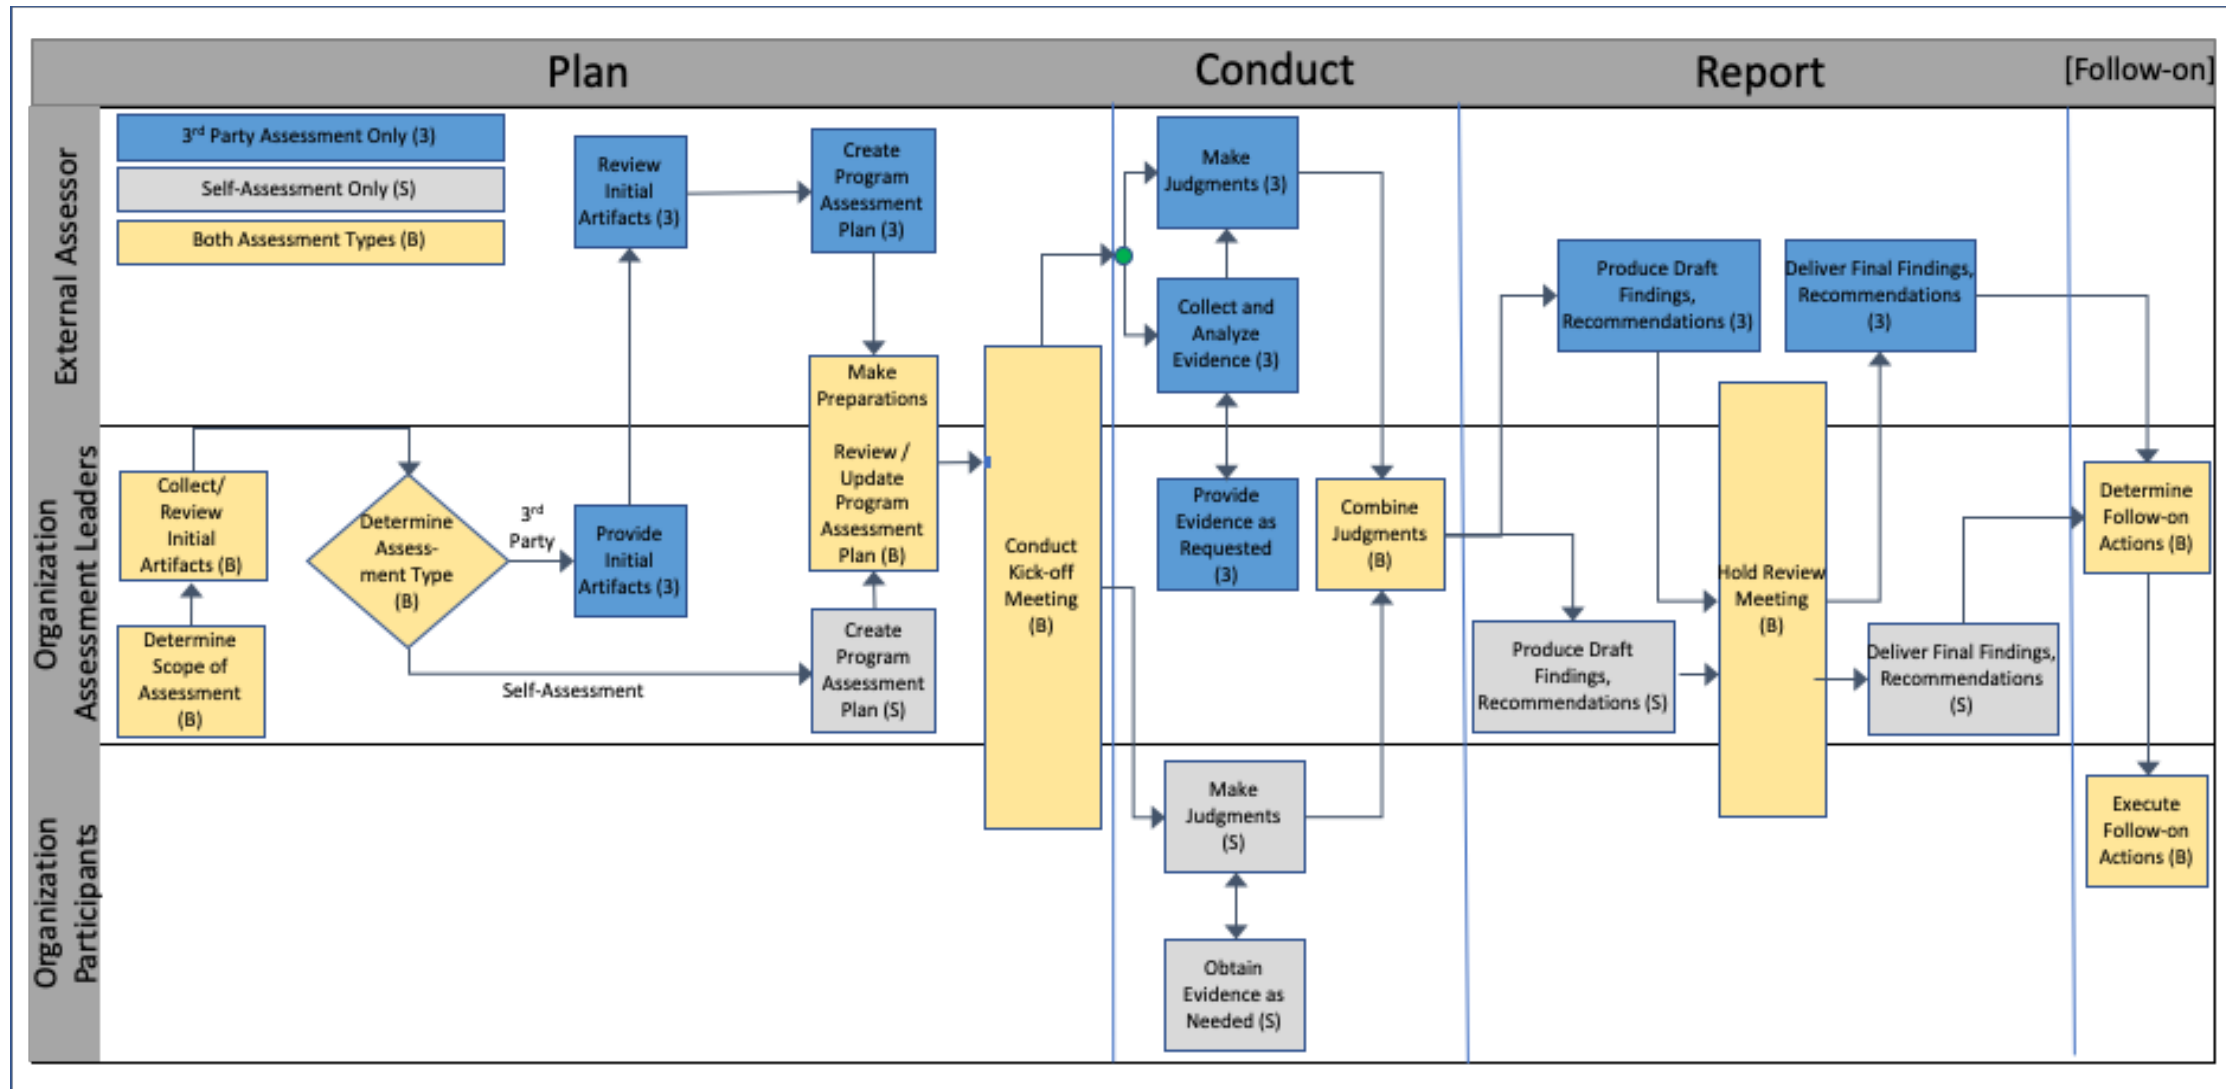 Plan
Conduct
Report
[Follow-on]
External Assessor
3rd Party Assessment Only (3)
Self-Assessment Only (S)
Both Assessment Types (B)
Review
Initial
Artifacts (3)
Create
Program
Assessment
Plan (3)
Make
Preparations
Review /
Update
Program
Assessment
Plan (B)
Make
Judgments (3)
Collect and
Analyze
Evidence (3)
Produce Draft
Findings,
Recommendations (3)
Deliver Final Findings,
Recommendations
(3)
Organization
Assessment Leaders
Collect/
Review
Initial
Artifacts (B)
Determine
Scope of
Assessment
(B)
Determine
Assess-
ment Type
(B)
3rd
Party
Self-Assessment
Provide
Initial
Artifacts (3)
Create
Program
Assessment
Plan (S)
Conduct
Kick-off
Meeting
(B)
Provide
Evidence as
Requested
(3)
Combine
Judgments
(B)
Produce Draft
Findings,
Recommendations (S)
Hold Review
Meeting
(B)
Deliver Final Findings,
Recommendations
(S)
Determine
Follow-on
Actions (B)
Organization
Participants
Make
Judgments
(S)
Obtain
Evidence as
Needed (S)
Execute
Follow-on
Actions (B)